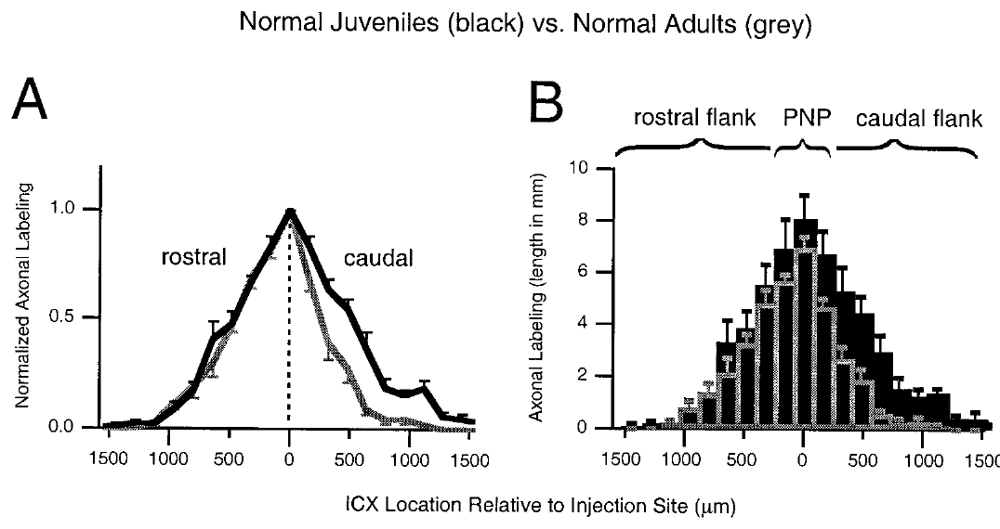 Normal Juveniles (black) vs. Normal Adults (grey)
A
B
rostral flank PNP caudal flank
Normalized Axonal Labeling
1.0
0.5
0.0
rostral
caudal
1500 1000 500 0 500 1000 1500
Axonal Labeling (length in mm)
10
8
6
4
2
0
1500 1000 500 0 500 1000 1500
ICX Location Relative to Injection Site (μm)